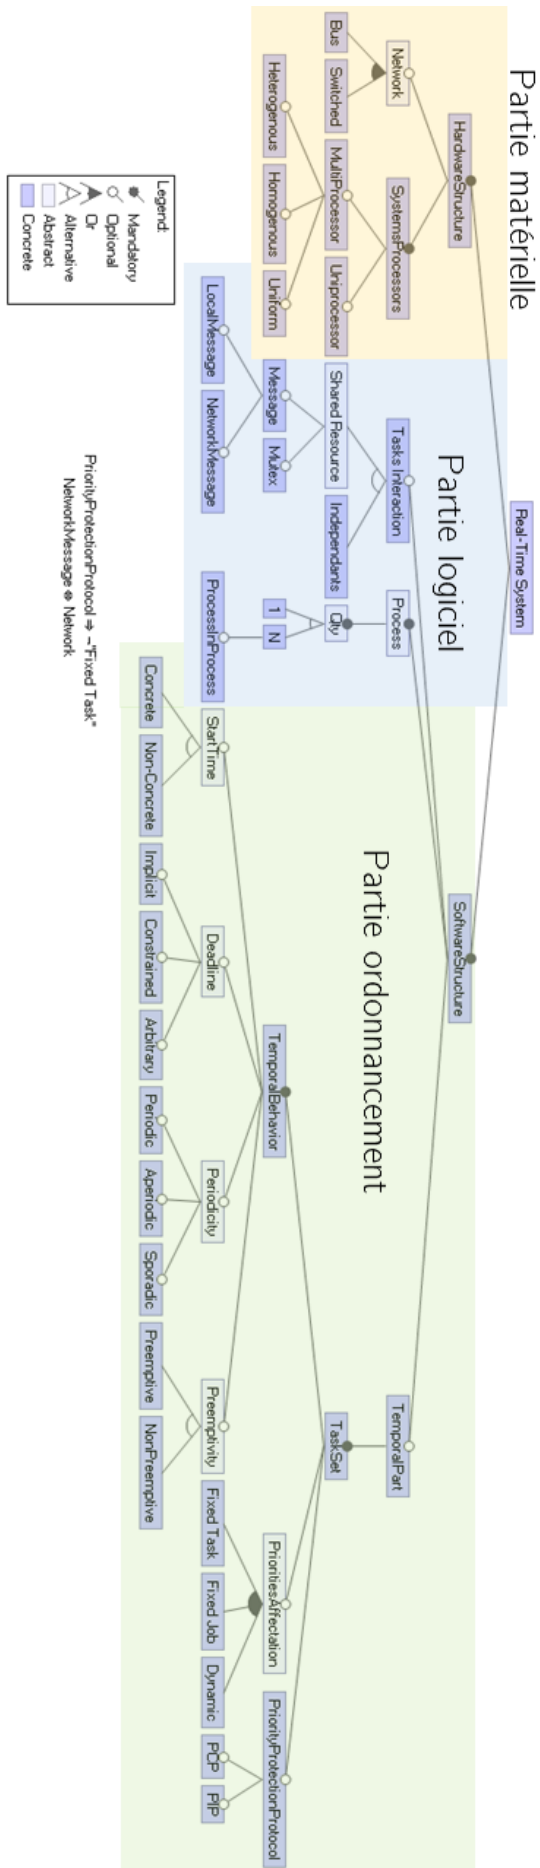 Partie matérielle
Partie logiciel
Partie ordonnancement
Real-Time System
HardwareStructure
SoftwareStructure
Network
SystemsProcessors
Tasks Interaction
Process
TemporalPart
Bus
Switched
MultiProcessor
Uniprocessor
Shared Resource
Independants
Qty
TaskSet
Heterogenous
Homogenous
Uniform
Message
Mutex
1
N
TemporalBehavior
PrioritiesAffectation
PriorityProtectionProtocol
LocalMessage
NetworkMessage
ProcessInProcess
StartTime
Deadline
Periodicity
Preemptivity
Fixed Task
Fixed Job
Dynamic
PCP
PIP
Concrete
Non-Concrete
Implicit
Constrained
Arbitrary
Periodic
Aperiodic
Sporadic
Preemptive
NonPreemptive
Legend:
Mandatory
Optional
Or
Alternative
Abstract
Concrete
PriorityProtectionProtocol ⇒ ¬"Fixed Task"
NetworkMessage ⇔ Network